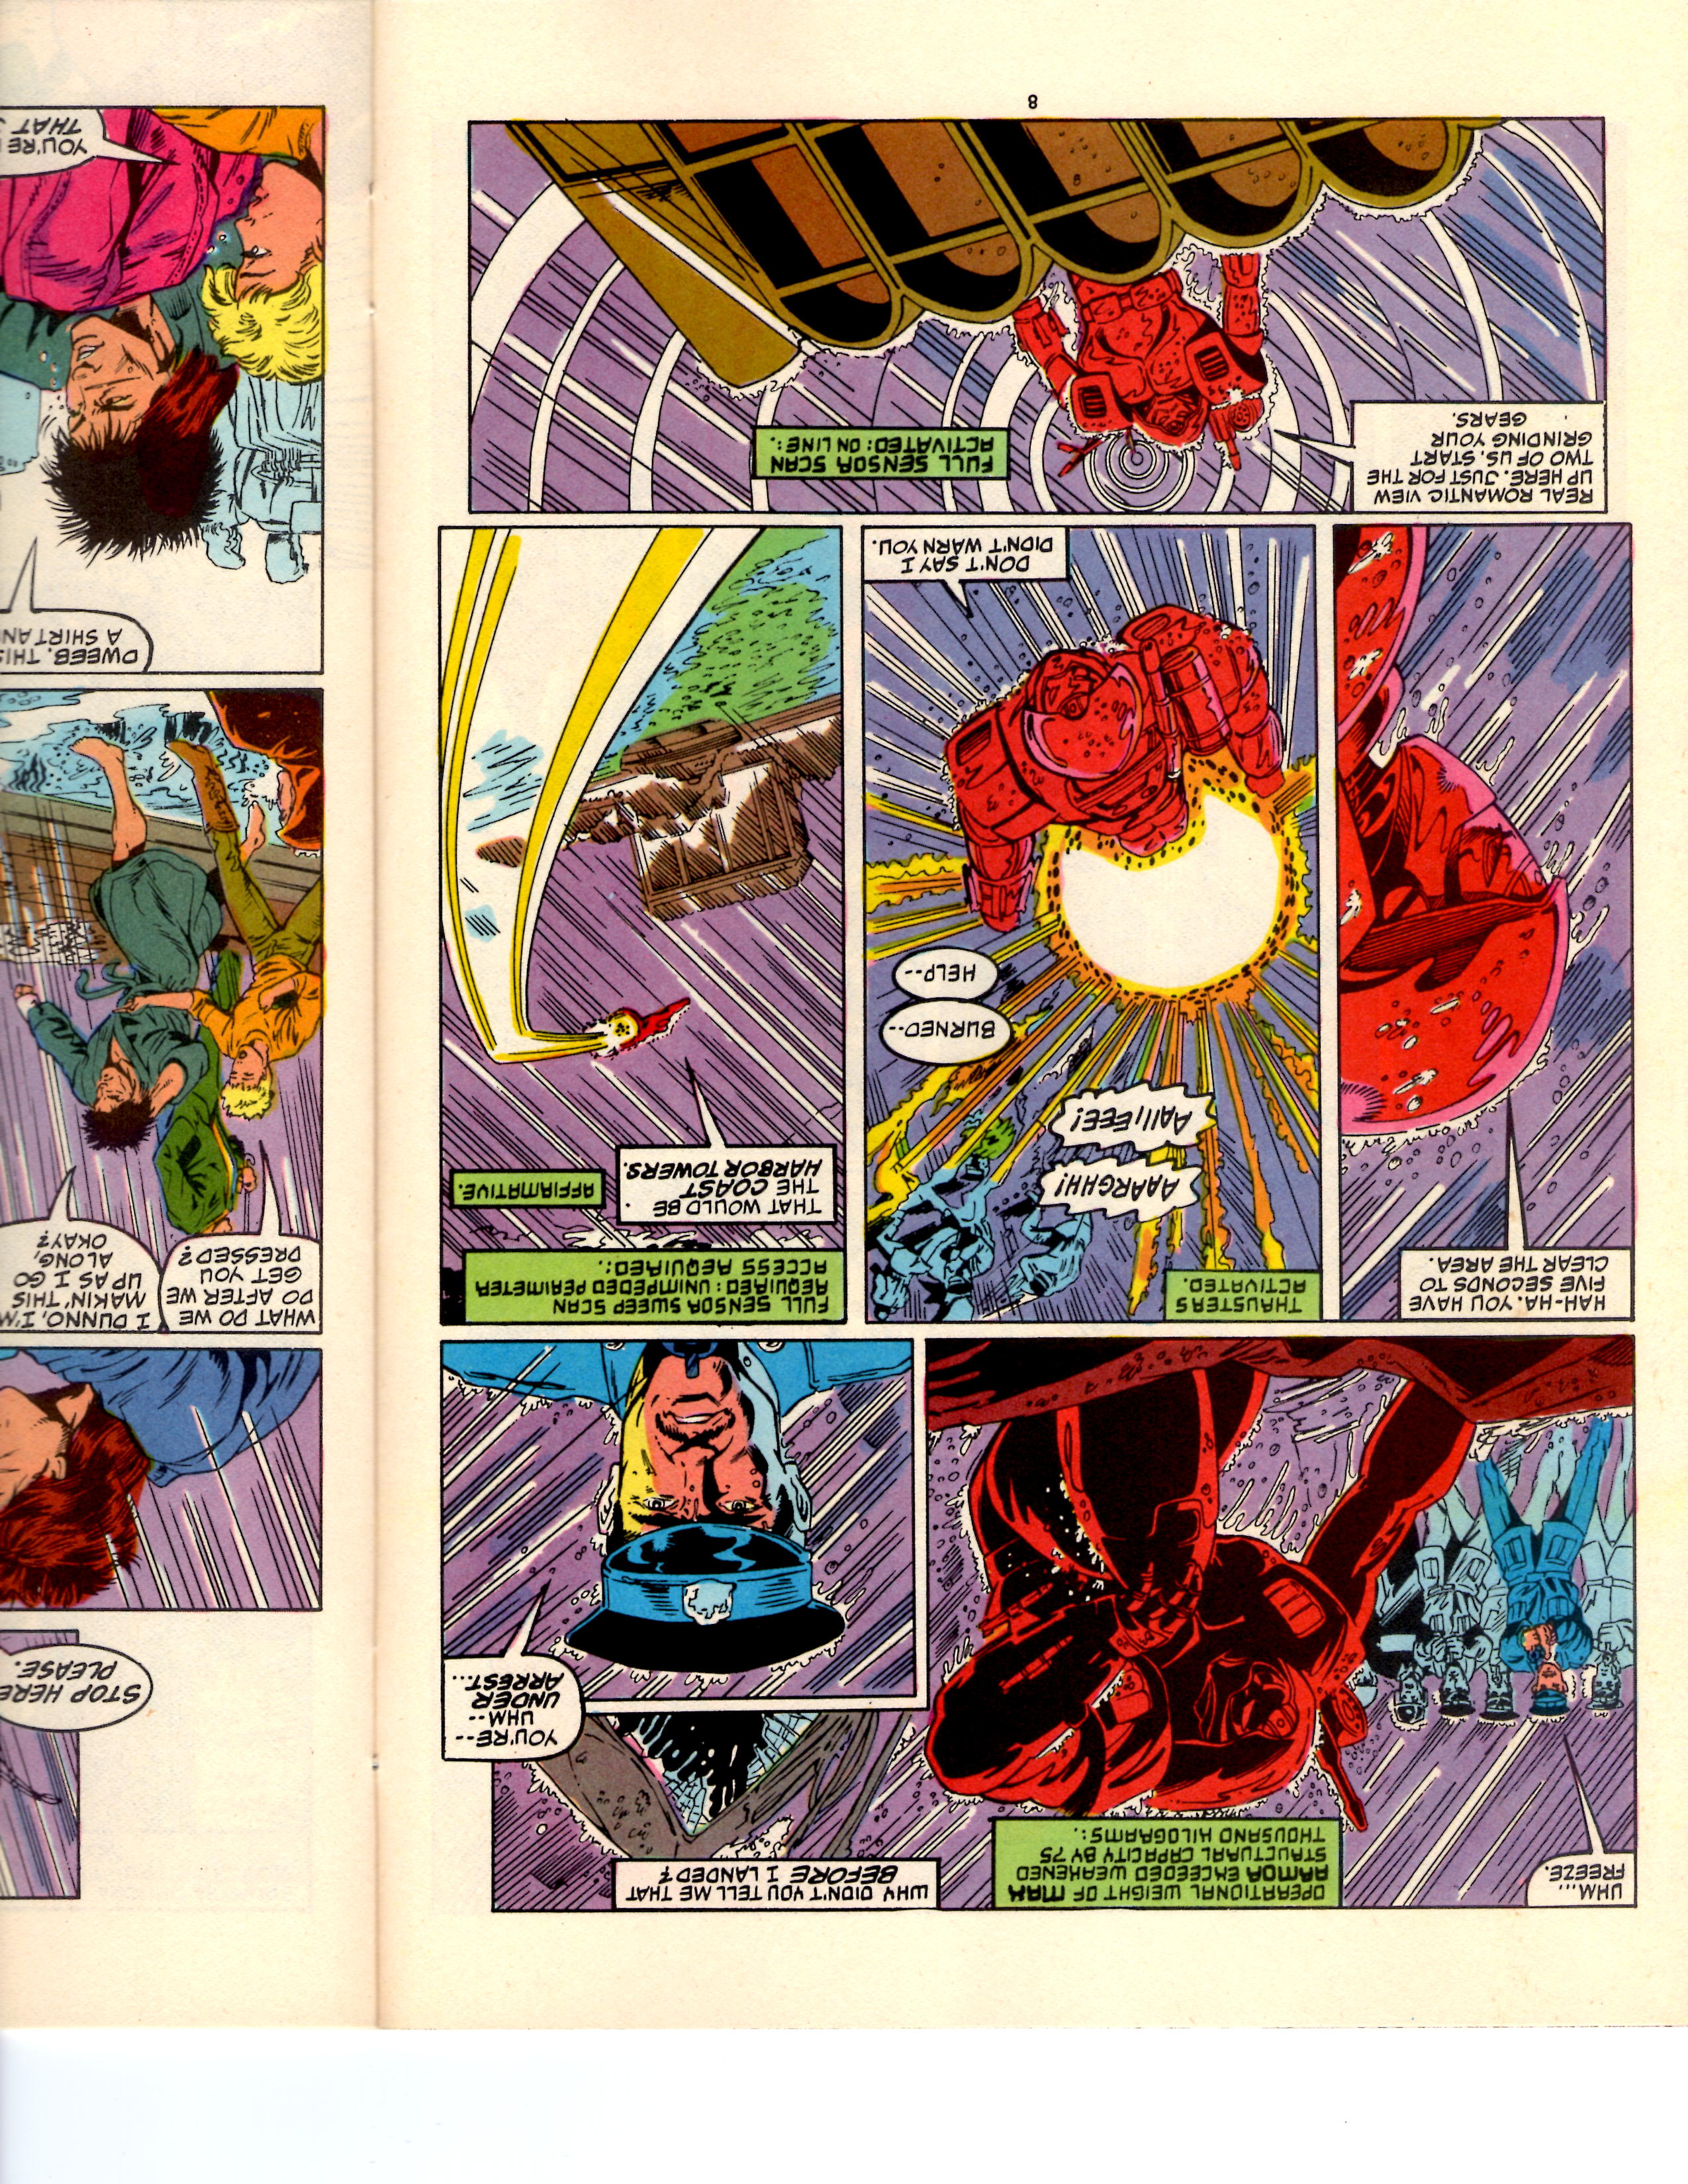 UHM...
FREEZE.
OPERATIONAL WEIGHT OF MAX
ARMOR EXCEEDED WEAKENED
STRUCTURAL CAPACITY BY 75
THOUSAND KILOGRAMS:.
WHY DIDN'T YOU TELL ME THAT
BEFORE I LANDED?
YOU'RE--
UHM--
UNDER
ARREST...
HAH-HA. YOU HAVE
FIVE SECONDS TO
CLEAR THE AREA.
THRUSTERS
ACTIVATED.
AAARGHH!
AAIIIEEE!
BURNED--
HELP--
DON'T SAY I
DIDN'T WARN YOU.
FULL SENSOR SWEEP SCAN
REQUIRED: UNIMPEDED PERIMETER
ACCESS REQUIRED:.
THAT WOULD BE
THE COAST
HARBOR TOWERS.
AFFIRMATIVE.
REAL ROMANTIC VIEW
UP HERE. JUST FOR THE
TWO OF US. START
GRINDING YOUR
GEARS.
FULL SENSOR SCAN
ACTIVATED: ON LINE:.
8
STOP HERE
PLEASE.
WHAT DO WE
DO AFTER WE
GET YOU
DRESSED?
I DUNNO, I'M
MAKIN' THIS
UP AS I GO
ALONG,
OKAY?
DWEEB. THIS
A SHIRT AN
YOU'RE
THAT